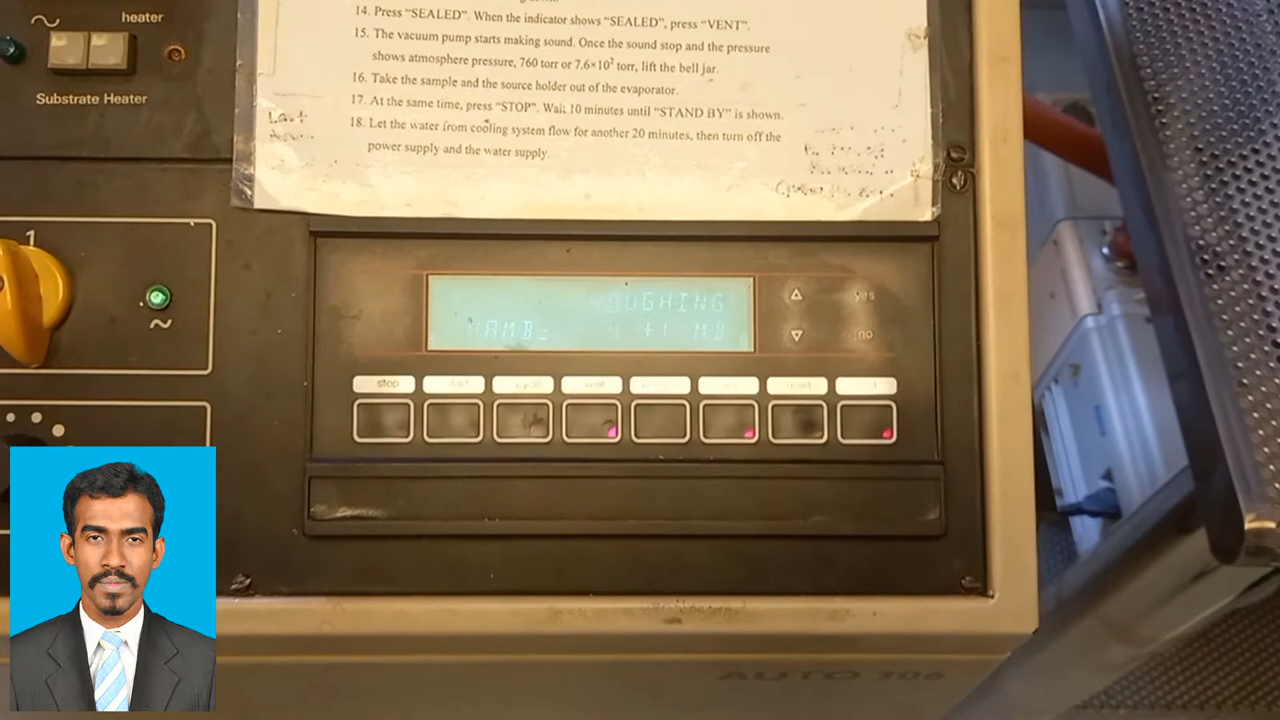 heater
Substrate Heater
14. Press “SEALED”. When the indicator shows “SEALED”, press “VENT”.
15. The vacuum pump starts making sound. Once the sound stop and the pressure
shows atmosphere pressure, 760 torr or 7.6×10² torr, lift the bell jar.
16. Take the sample and the source holder out of the evaporator.
17. At the same time, press “STOP”. Wait 10 minutes until “STAND BY” is shown.
18. Let the water from cooling system flow for another 20 minutes, then turn off the
power supply and the water supply.
1
OUGHING
yes
no
stop
start
cycle
vent
reset
AUTO 306